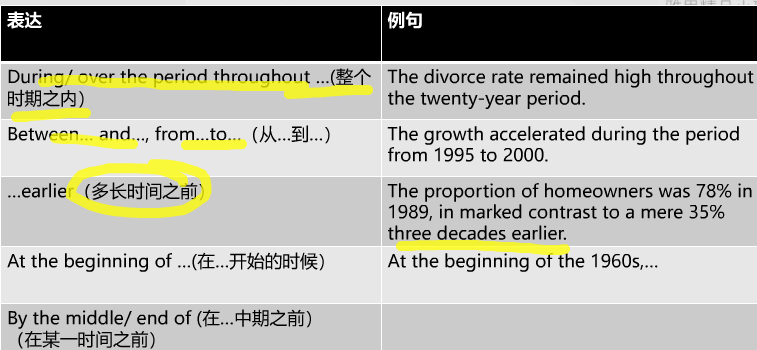 表达
例句
During/ over the period throughout …(整个
时期之内）
The divorce rate remained high throughout
the twenty-year period.
Between… and…, from…to…（从…到…）
The growth accelerated during the period
from 1995 to 2000.
…earlier（多长时间之前）
The proportion of homeowners was 78% in
1989, in marked contrast to a mere 35%
three decades earlier.
At the beginning of …(在…开始的时候）
At the beginning of the 1960s,…
By the middle/ end of (在…中期之前）
（在某一时间之前）